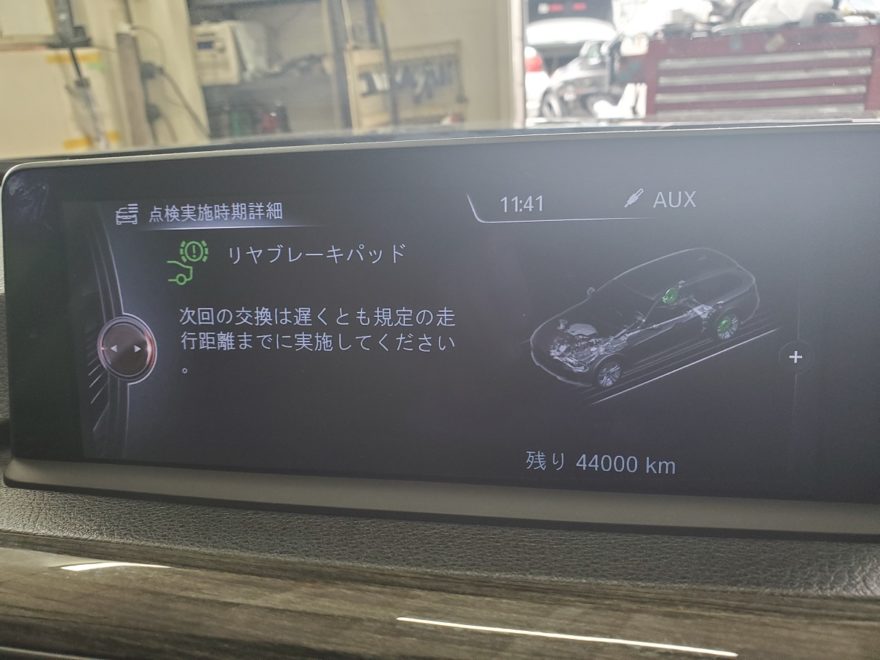 点検実施時期詳細
11:41
AUX
リヤブレーキパッド
次回の交換は遅くとも規定の走
行距離までに実施してください
。
残り 44000 km